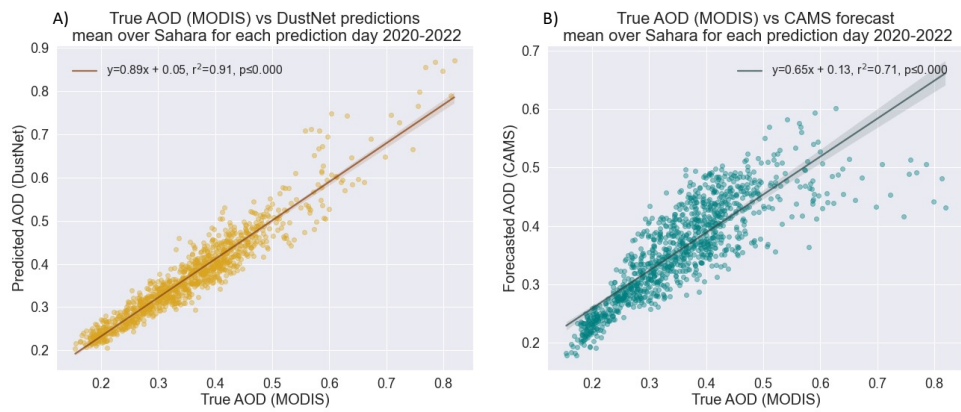 A)
True AOD (MODIS) vs DustNet predictions
mean over Sahara for each prediction day 2020-2022
y=0.89x + 0.05, r²=0.91, p≤0.000
Predicted AOD (DustNet)
0.9
0.8
0.7
0.6
0.5
0.4
0.3
0.2
0.2 0.3 0.4 0.5 0.6 0.7 0.8
True AOD (MODIS)
B)
True AOD (MODIS) vs CAMS forecast
mean over Sahara for each prediction day 2020-2022
y=0.65x + 0.13, r²=0.71, p≤0.000
Forecasted AOD (CAMS)
0.7
0.6
0.5
0.4
0.3
0.2
0.2 0.3 0.4 0.5 0.6 0.7 0.8
True AOD (MODIS)